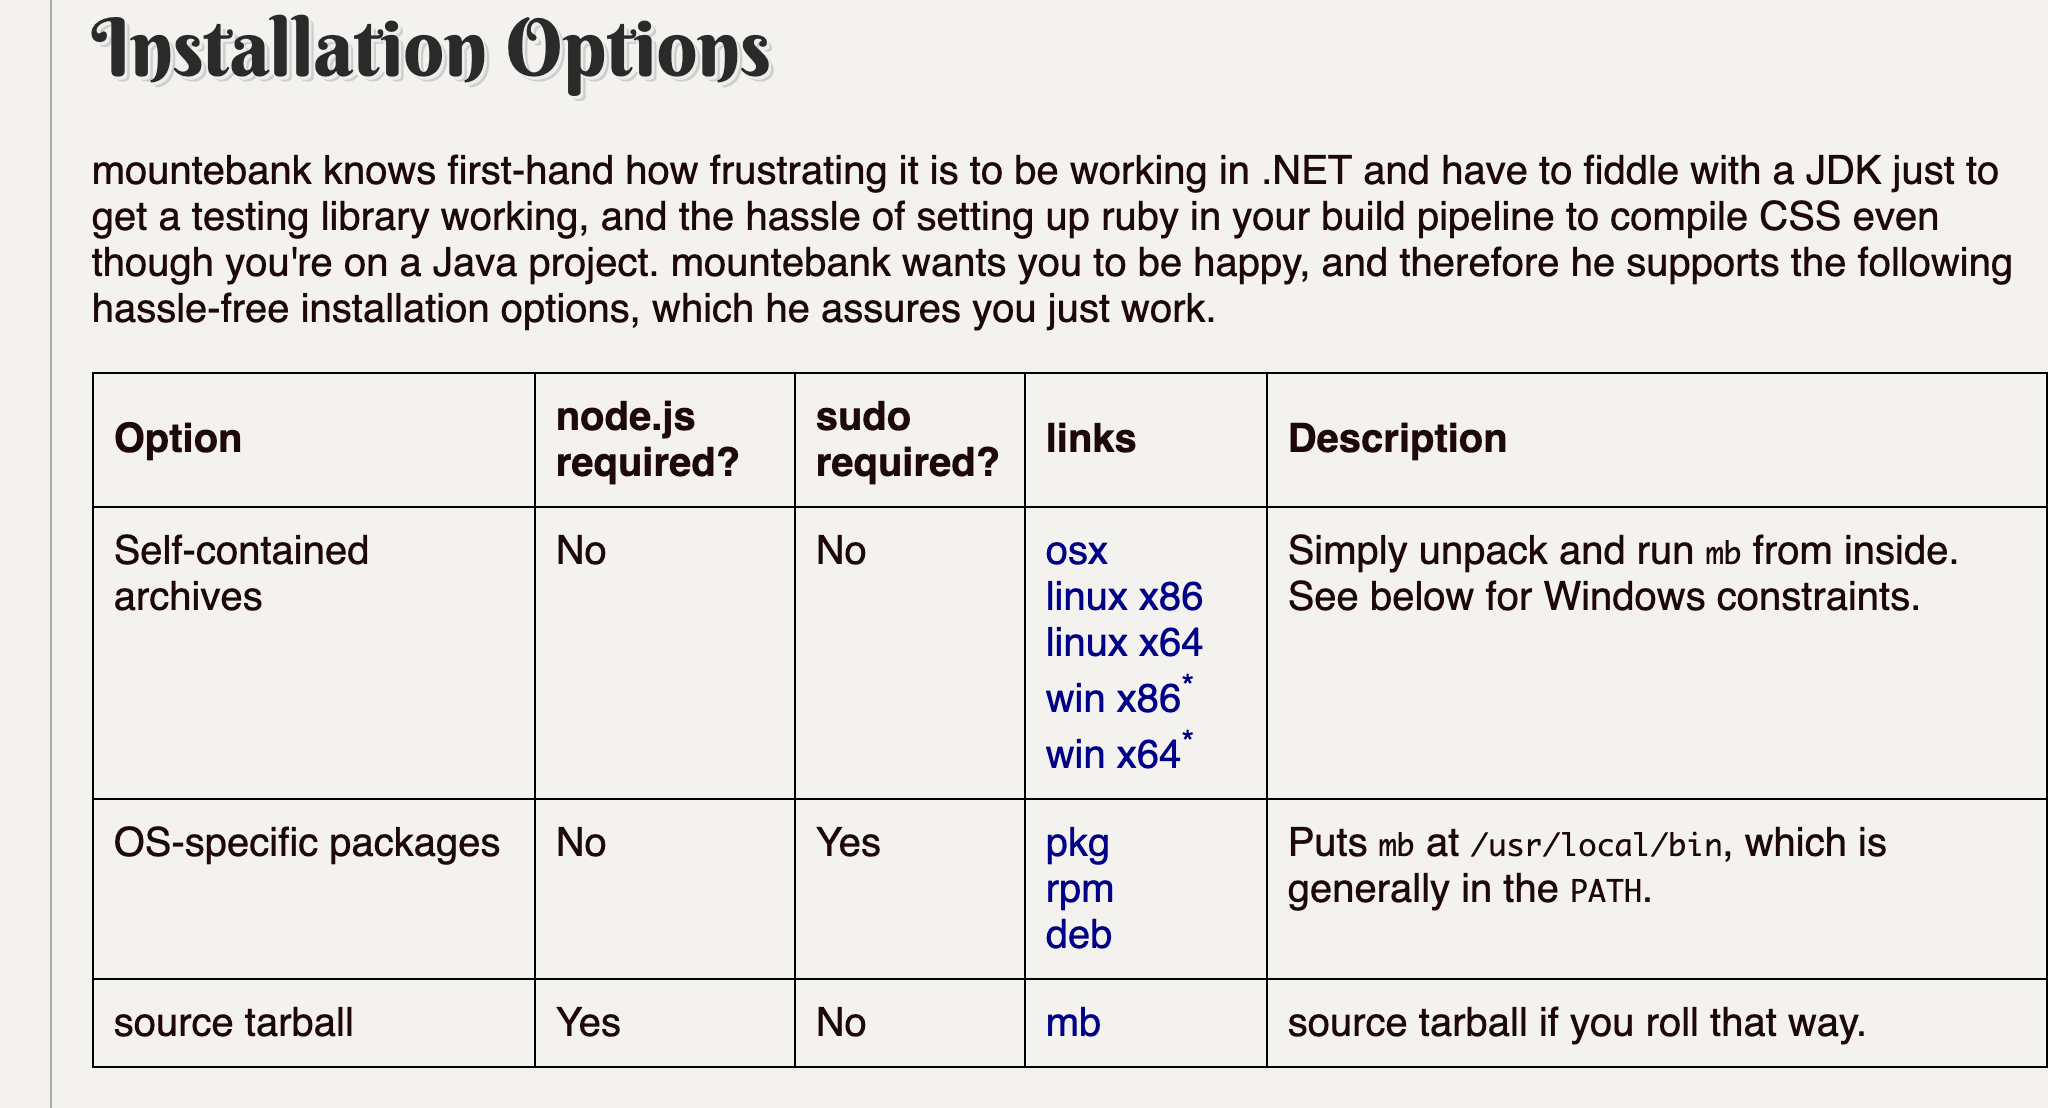 Installation Options
mountebank knows first-hand how frustrating it is to be working in .NET and have to fiddle with a JDK just to
get a testing library working, and the hassle of setting up ruby in your build pipeline to compile CSS even
though you're on a Java project. mountebank wants you to be happy, and therefore he supports the following
hassle-free installation options, which he assures you just work.
Option
node.js
required?
sudo
required?
links
Description
Self-contained
archives
No
No
osx
linux x86
linux x64
win x86*
win x64*
Simply unpack and run mb from inside.
See below for Windows constraints.
OS-specific packages
No
Yes
pkg
rpm
deb
Puts mb at /usr/local/bin, which is
generally in the PATH.
source tarball
Yes
No
mb
source tarball if you roll that way.